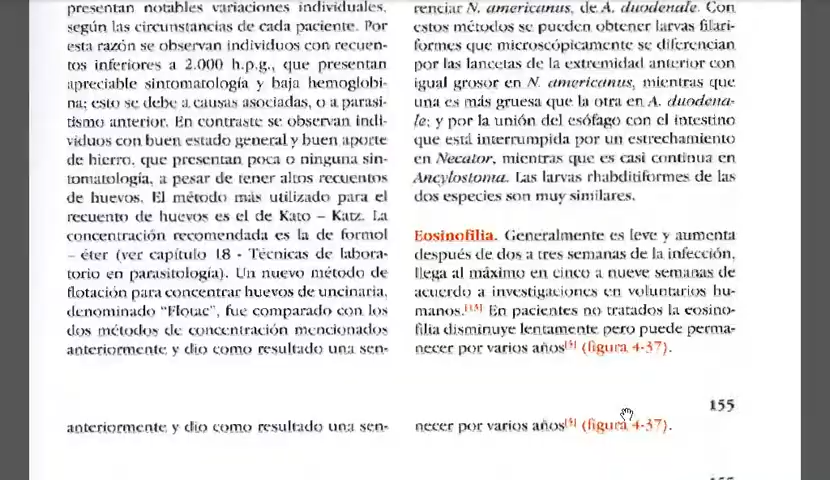 presentan notables variaciones individuales,
según las circunstancias de cada paciente. Por
esta razón se observan individuos con recuen-
tos inferiores a 2.000 h.p.g., que presentan
apreciable sintomatología y baja hemoglobi-
na; esto se debe a causas asociadas, o a parasi-
tismo anterior. En contraste se observan indi-
viduos con buen estado general y buen aporte
de hierro, que presentan poca o ninguna sin-
tomatología, a pesar de tener altos recuentos
de huevos. El método más utilizado para el
recuento de huevos es el de Kato – Katz. La
concentración recomendada es la de formol
– éter (ver capítulo 18 - Técnicas de labora-
torio en parasitología). Un nuevo método de
flotación para concentrar huevos de uncinaria,
denominado “Flotac”, fue comparado con los
dos métodos de concentración mencionados
anteriormente y dio como resultado una sen-
renciar N. americanus, de A. duodenale. Con
estos métodos se pueden obtener larvas filari-
formes que microscópicamente se diferencian
por las lancetas de la extremidad anterior con
igual grosor en N. americanus, mientras que
una es más gruesa que la otra en A. duodena-
le; y por la unión del esófago con el intestino
que está interrumpida por un estrechamiento
en Necator, mientras que es casi continua en
Ancylostoma. Las larvas rhabditiformes de las
dos especies son muy similares.
Eosinofilia. Generalmente es leve y aumenta
después de dos a tres semanas de la infección,
llega al máximo en cinco a nueve semanas de
acuerdo a investigaciones en voluntarios hu-
manos. En pacientes no tratados la eosino-
filia disminuye lentamente pero puede perma-
necer por varios años (figura 4-37).
155
anteriormente y dio como resultado una sen-
necer por varios años (figura 4-37).